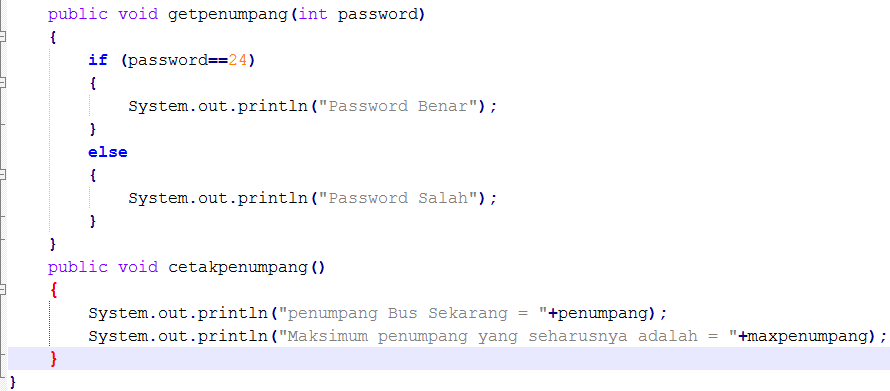 public void getpenumpang(int password)
{
if (password==24)
{
System.out.println("Password Benar");
}
else
{
System.out.println("Password Salah");
}
}
public void cetakpenumpang()
{
System.out.println("penumpang Bus Sekarang = "+penumpang);
System.out.println("Maksimum penumpang yang seharusnya adalah = "+maxpenumpang);
}
}